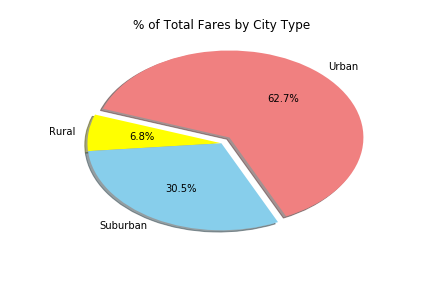 % of Total Fares by City Type
Urban
62.7%
Rural
6.8%
30.5%
Suburban